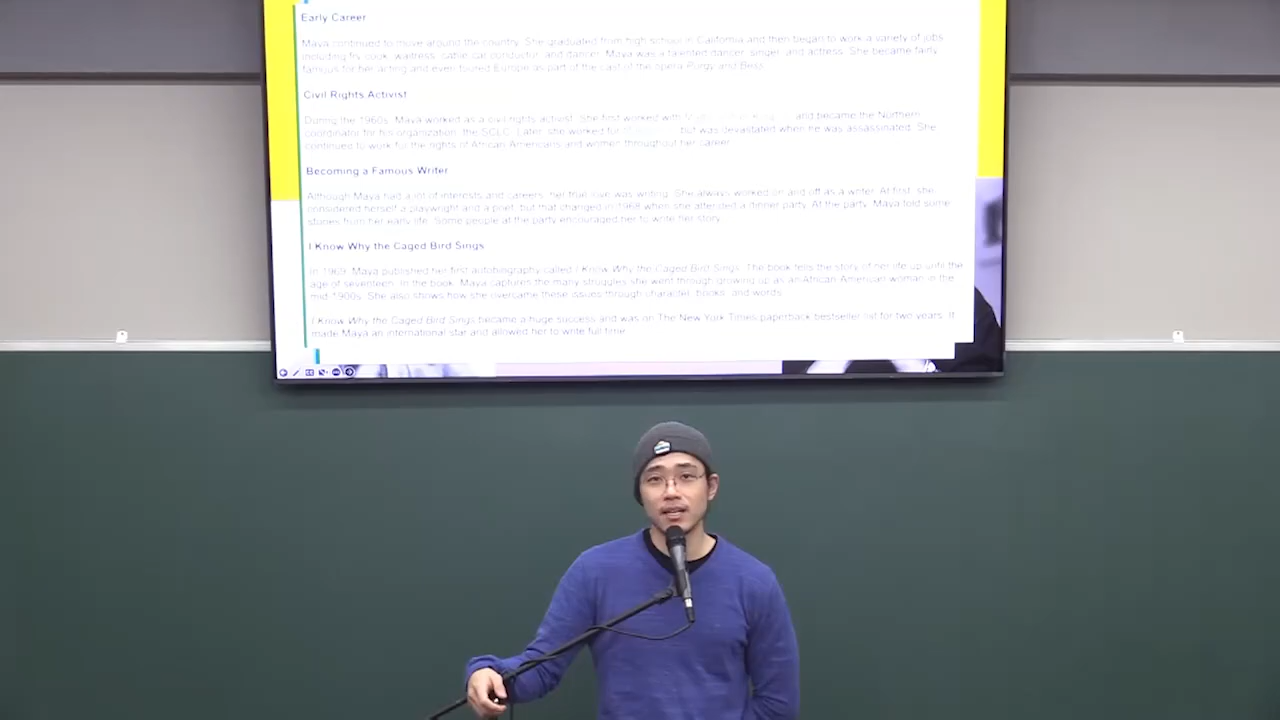 Early Career
Maya continued to move around the country. She graduated from high school in California and then began to work a variety of jobs
including fry cook, waitress, cable car conductor, and dancer. Maya was a talented dancer, singer, and actress. She became fairly
famous for her acting and even toured Europe as part of the cast of the opera Porgy and Bess.
Civil Rights Activist
During the 1960s, Maya worked as a civil rights activist. She first worked with and became the Northern
coordinator for his organization, the SCLC. Later, she worked for but was devastated when he was assassinated. She
continued to work for the rights of African Americans and women throughout her career.
Becoming a Famous Writer
Although Maya had a lot of interests and careers, her true love was writing. She always worked on and off as a writer. At first, she
considered herself a playwright and a poet, but that changed in 1968 when she attended a dinner party. At the party, Maya told some
stories from her early life. Some people at the party encouraged her to write her story.
I Know Why the Caged Bird Sings
In 1969, Maya published her first autobiography called I Know Why the Caged Bird Sings. The book tells the story of her life up until the
age of seventeen. In the book, Maya captures the many struggles she went through growing up as an African American woman in the
mid 1900s. She also shows how she overcame these issues through character, books, and words.
I Know Why the Caged Bird Sings became a huge success and was on The New York Times paperback bestseller list for two years. It
made Maya an international star and allowed her to write full time.